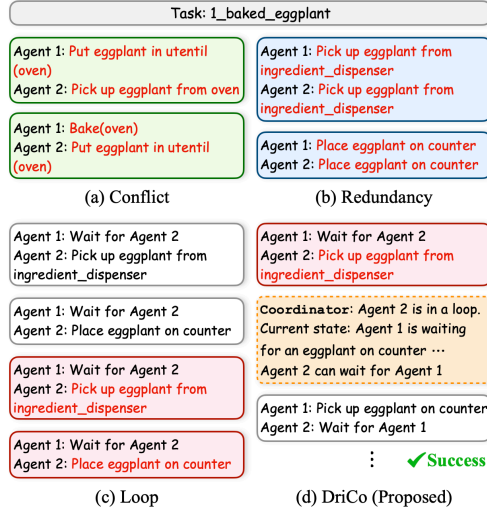 Task: 1_baked_eggplant
Agent 1: Put eggplant in utentil
(oven)
Agent 2: Pick up eggplant from oven
Agent 1: Bake(oven)
Agent 2: Put eggplant in utentil
(oven)
(a) Conflict
Agent 1: Pick up eggplant from
ingredient_dispenser
Agent 2: Pick up eggplant from
ingredient_dispenser
Agent 1: Place eggplant on counter
Agent 2: Place eggplant on counter
(b) Redundancy
Agent 1: Wait for Agent 2
Agent 2: Pick up eggplant from
ingredient_dispenser
Agent 1: Wait for Agent 2
Agent 2: Place eggplant on counter
Agent 1: Wait for Agent 2
Agent 2: Pick up eggplant from
ingredient_dispenser
Agent 1: Wait for Agent 2
Agent 2: Place eggplant on counter
(c) Loop
Agent 1: Wait for Agent 2
Agent 2: Pick up eggplant from
ingredient_dispenser
Coordinator: Agent 2 is in a loop.
Current state: Agent 1 is waiting
for an eggplant on counter ⋯
Agent 2 can wait for Agent 1
Agent 1: Pick up eggplant on counter
Agent 2: Wait for Agent 1
⋮ ✓Success
(d) DriCo (Proposed)